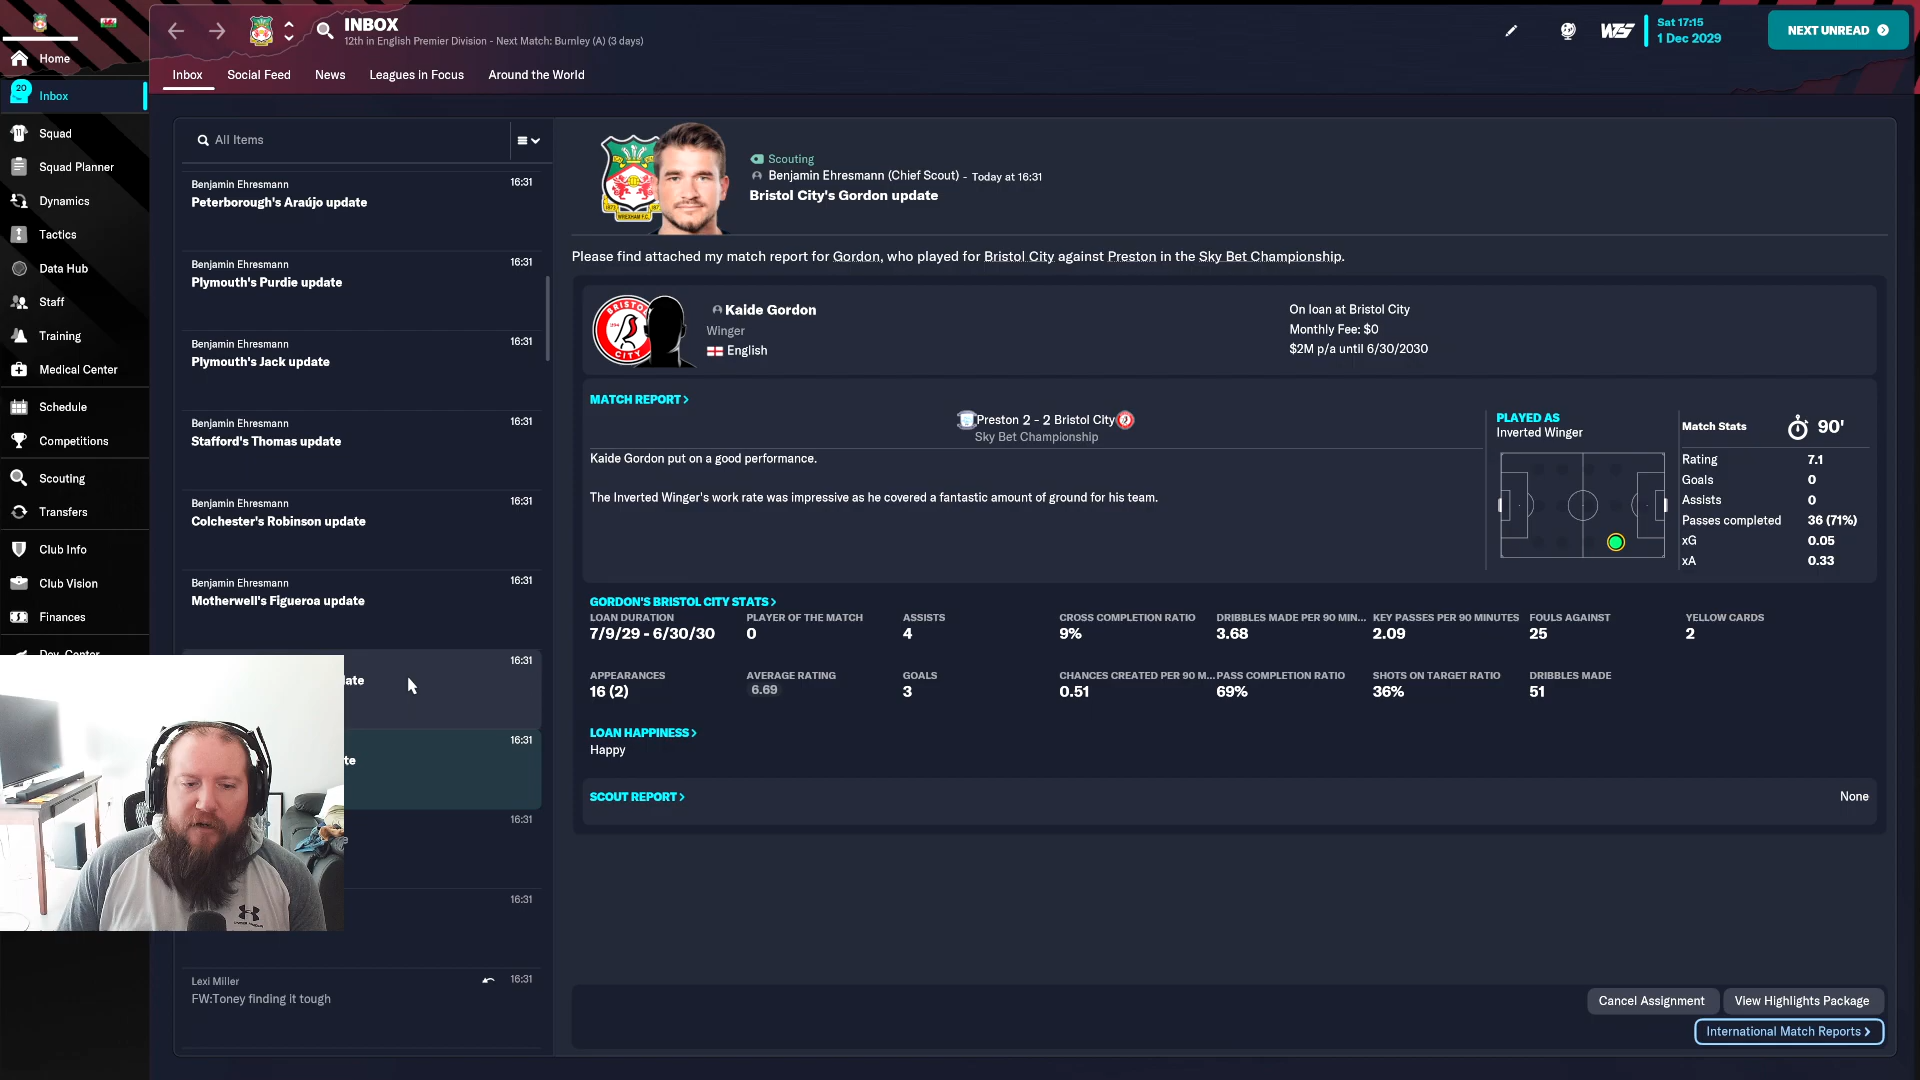 INBOX
12th in English Premier Division - Next Match: Burnley (A) (3 days)
Sat 17:15
1 Dec 2029
NEXT UNREAD
Inbox
Social Feed
News
Leagues in Focus
Around the World
Home
20
Inbox
Squad
Squad Planner
Dynamics
Tactics
Data Hub
Staff
Training
Medical Center
Schedule
Competitions
Scouting
Transfers
Club Info
Club Vision
Finances
Dev. Center
All Items
Benjamin Ehresmann 16:31
Peterborough's Araújo update
Benjamin Ehresmann 16:31
Plymouth's Purdie update
Benjamin Ehresmann 16:31
Plymouth's Jack update
Benjamin Ehresmann 16:31
Stafford's Thomas update
Benjamin Ehresmann 16:31
Colchester's Robinson update
Benjamin Ehresmann 16:31
Motherwell's Figueroa update
16:31
16:31
16:31
16:31
Lexi Miller 16:31
FW:Toney finding it tough
Scouting
Benjamin Ehresmann (Chief Scout) - Today at 16:31
Bristol City's Gordon update
Please find attached my match report for Gordon, who played for Bristol City against Preston in the Sky Bet Championship.
BRISTOL
CITY
Kaide Gordon
Winger
English
On loan at Bristol City
Monthly Fee: $0
$2M p/a until 6/30/2030
MATCH REPORT >
Preston 2 - 2 Bristol City
Sky Bet Championship
Kaide Gordon put on a good performance.
The Inverted Winger's work rate was impressive as he covered a fantastic amount of ground for his team.
PLAYED AS
Inverted Winger
Match Stats 90'
Rating 7.1
Goals 0
Assists 0
Passes completed 36 (71%)
xG 0.05
xA 0.33
GORDON'S BRISTOL CITY STATS >
LOAN DURATION
7/9/29 - 6/30/30
PLAYER OF THE MATCH
0
ASSISTS
4
CROSS COMPLETION RATIO
9%
DRIBBLES MADE PER 90 MIN...
3.68
KEY PASSES PER 90 MINUTES
2.09
FOULS AGAINST
25
YELLOW CARDS
2
APPEARANCES
16 (2)
AVERAGE RATING
6.69
GOALS
3
CHANCES CREATED PER 90 M...
0.51
PASS COMPLETION RATIO
69%
SHOTS ON TARGET RATIO
36%
DRIBBLES MADE
51
LOAN HAPPINESS >
Happy
SCOUT REPORT > None
Cancel Assignment
View Highlights Package
International Match Reports >